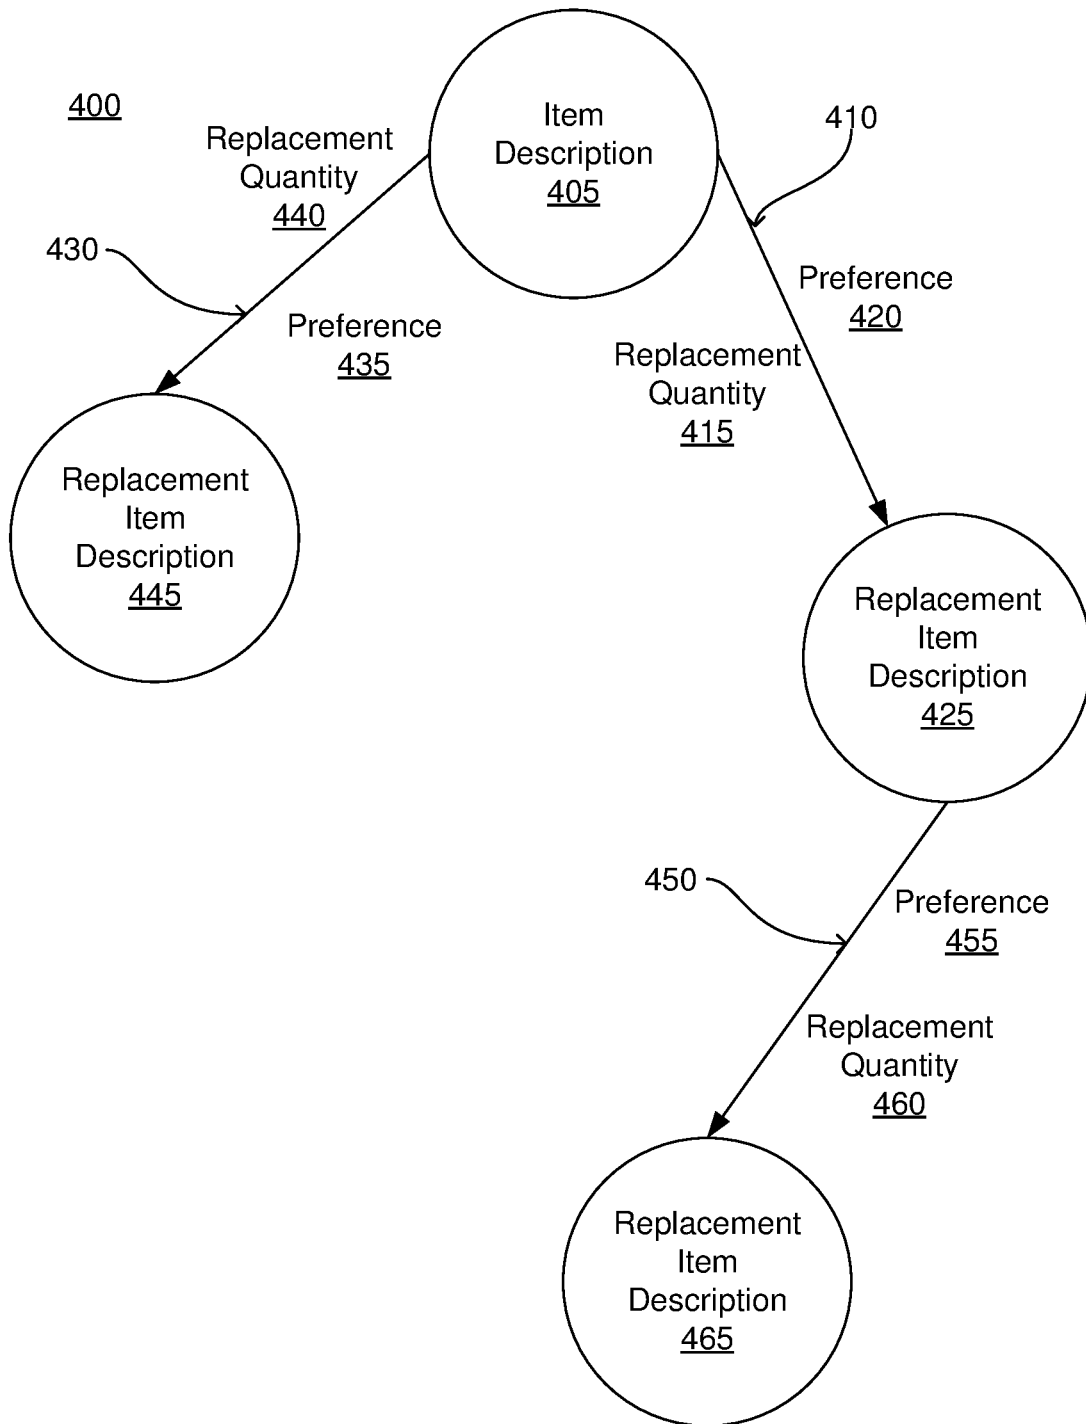 400
Replacement
Quantity
440
Item
Description
405
410
430
Preference
435
Preference
420
Replacement
Quantity
415
Replacement
Item
Description
445
Replacement
Item
Description
425
450
Preference
455
Replacement
Quantity
460
Replacement
Item
Description
465